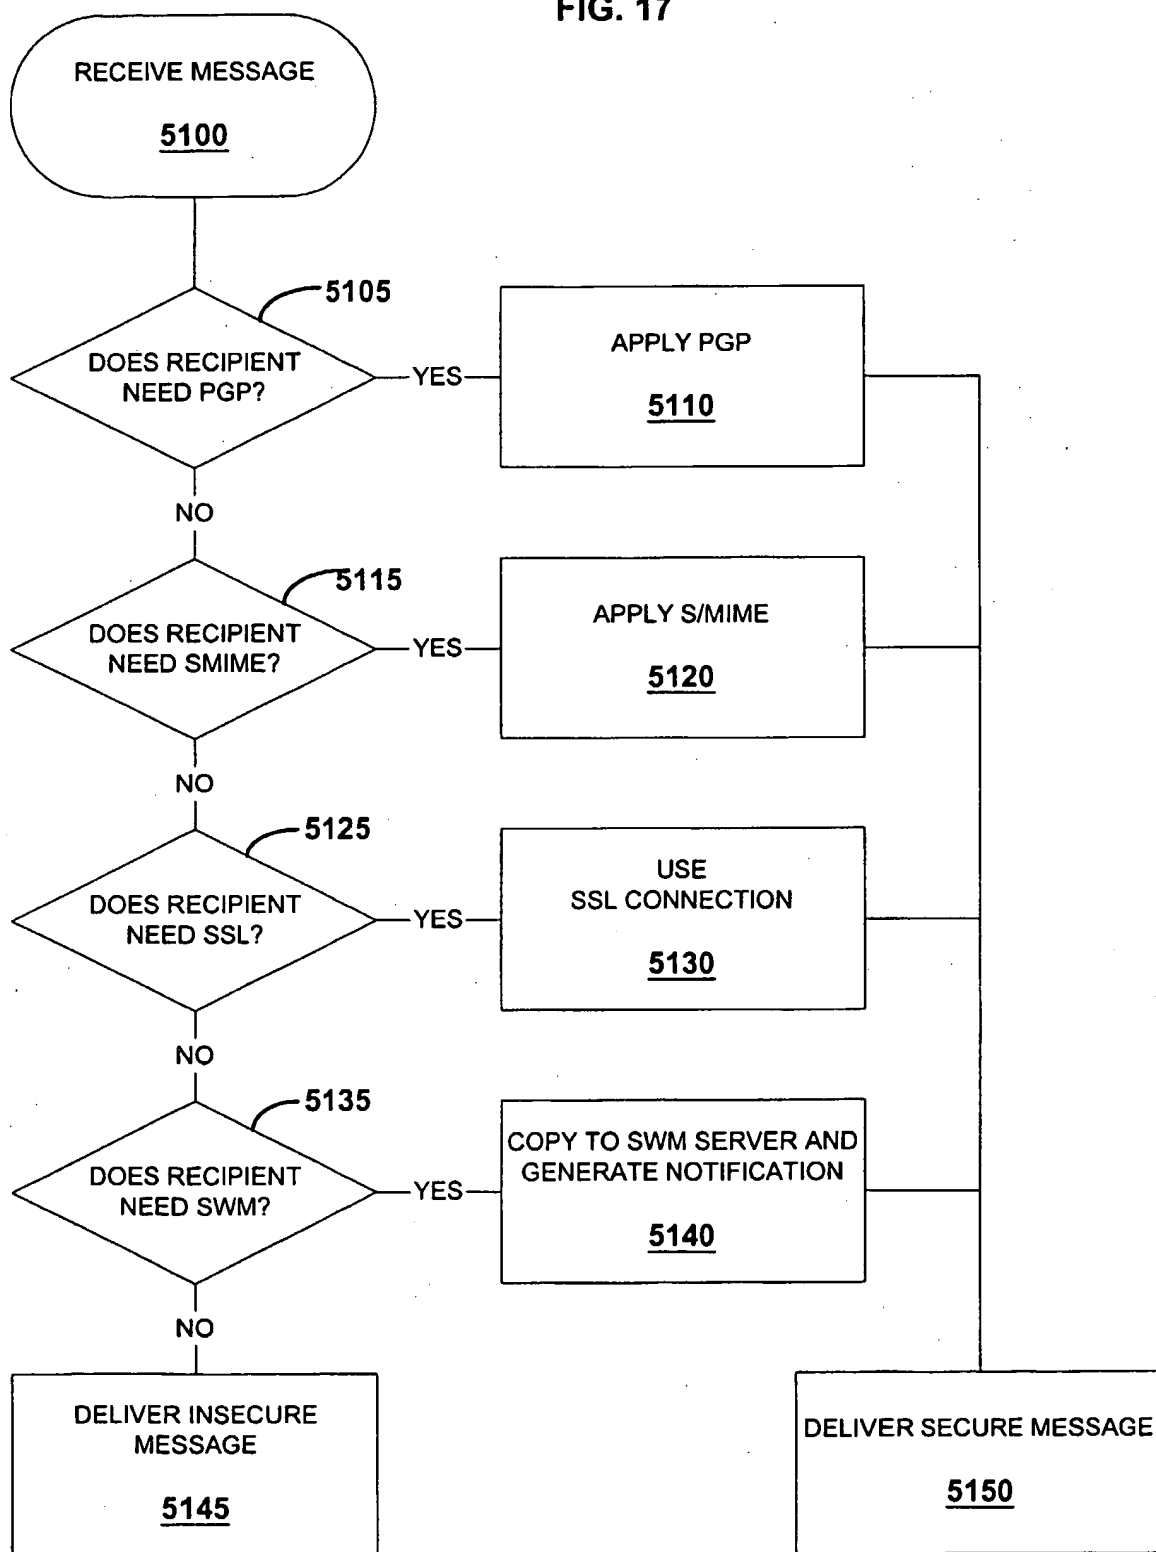 FIG. 17
RECEIVE MESSAGE
5100
5105
DOES RECIPIENT
NEED PGP?
YES
APPLY PGP
5110
NO
5115
DOES RECIPIENT
NEED SMIME?
YES
APPLY S/MIME
5120
NO
5125
DOES RECIPIENT
NEED SSL?
YES
USE
SSL CONNECTION
5130
NO
5135
DOES RECIPIENT
NEED SWM?
YES
COPY TO SWM SERVER AND
GENERATE NOTIFICATION
5140
NO
DELIVER INSECURE
MESSAGE
5145
DELIVER SECURE MESSAGE
5150